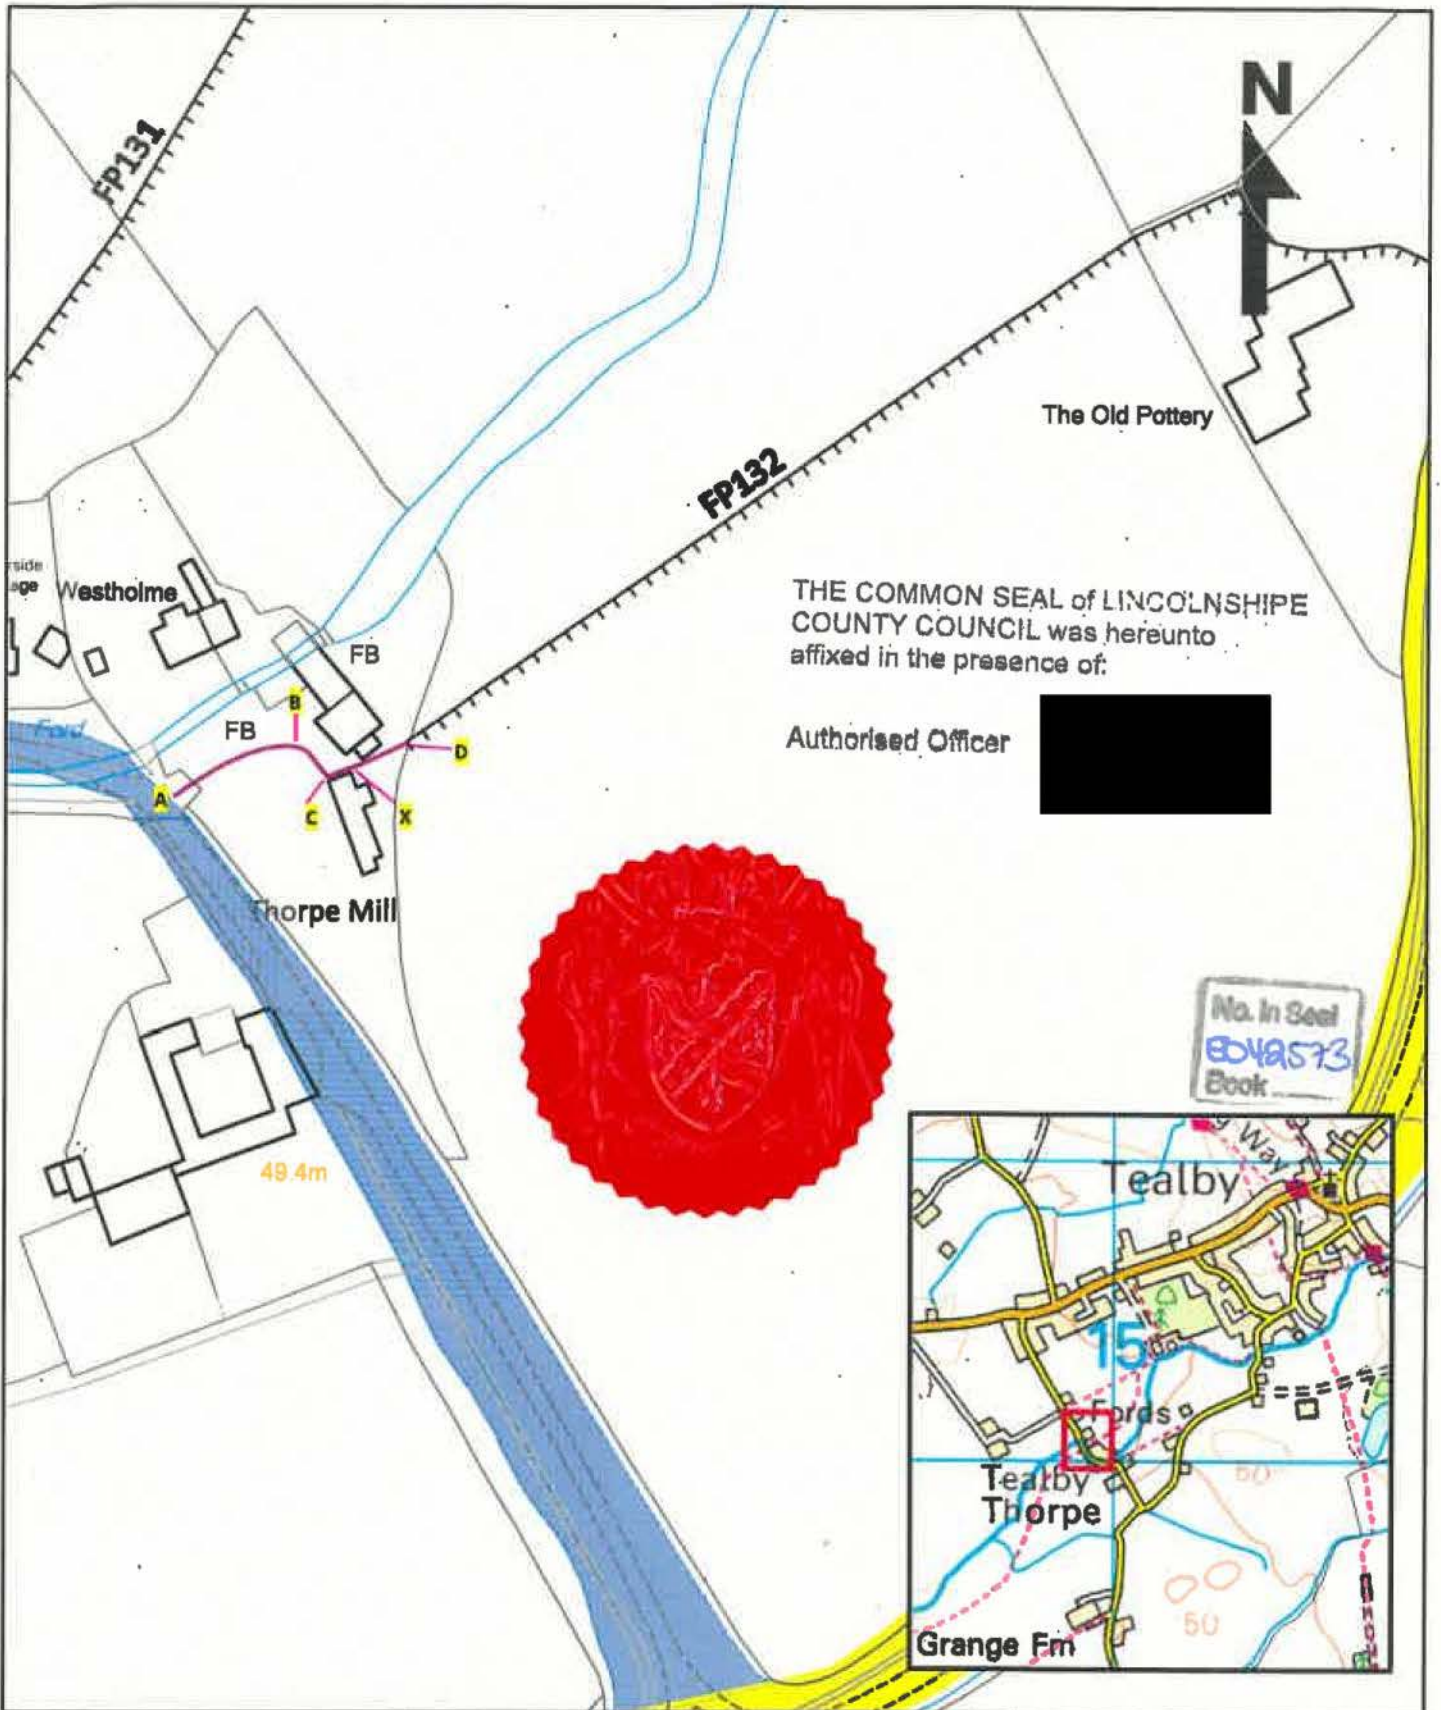 FP131
N
The Old Pottery
FP132
Westholme
THE COMMON SEAL of LINCOLNSHIPE
COUNTY COUNCIL was hereunto
affixed in the presence of:
Authorised Officer
FB
B
FB
Ford
D
A
C
X
Thorpe Mill
49.4m
No. in Seal
Book
Way
Tealby
15
Fords
50
Tealby
Thorpe
50
Grange Fm